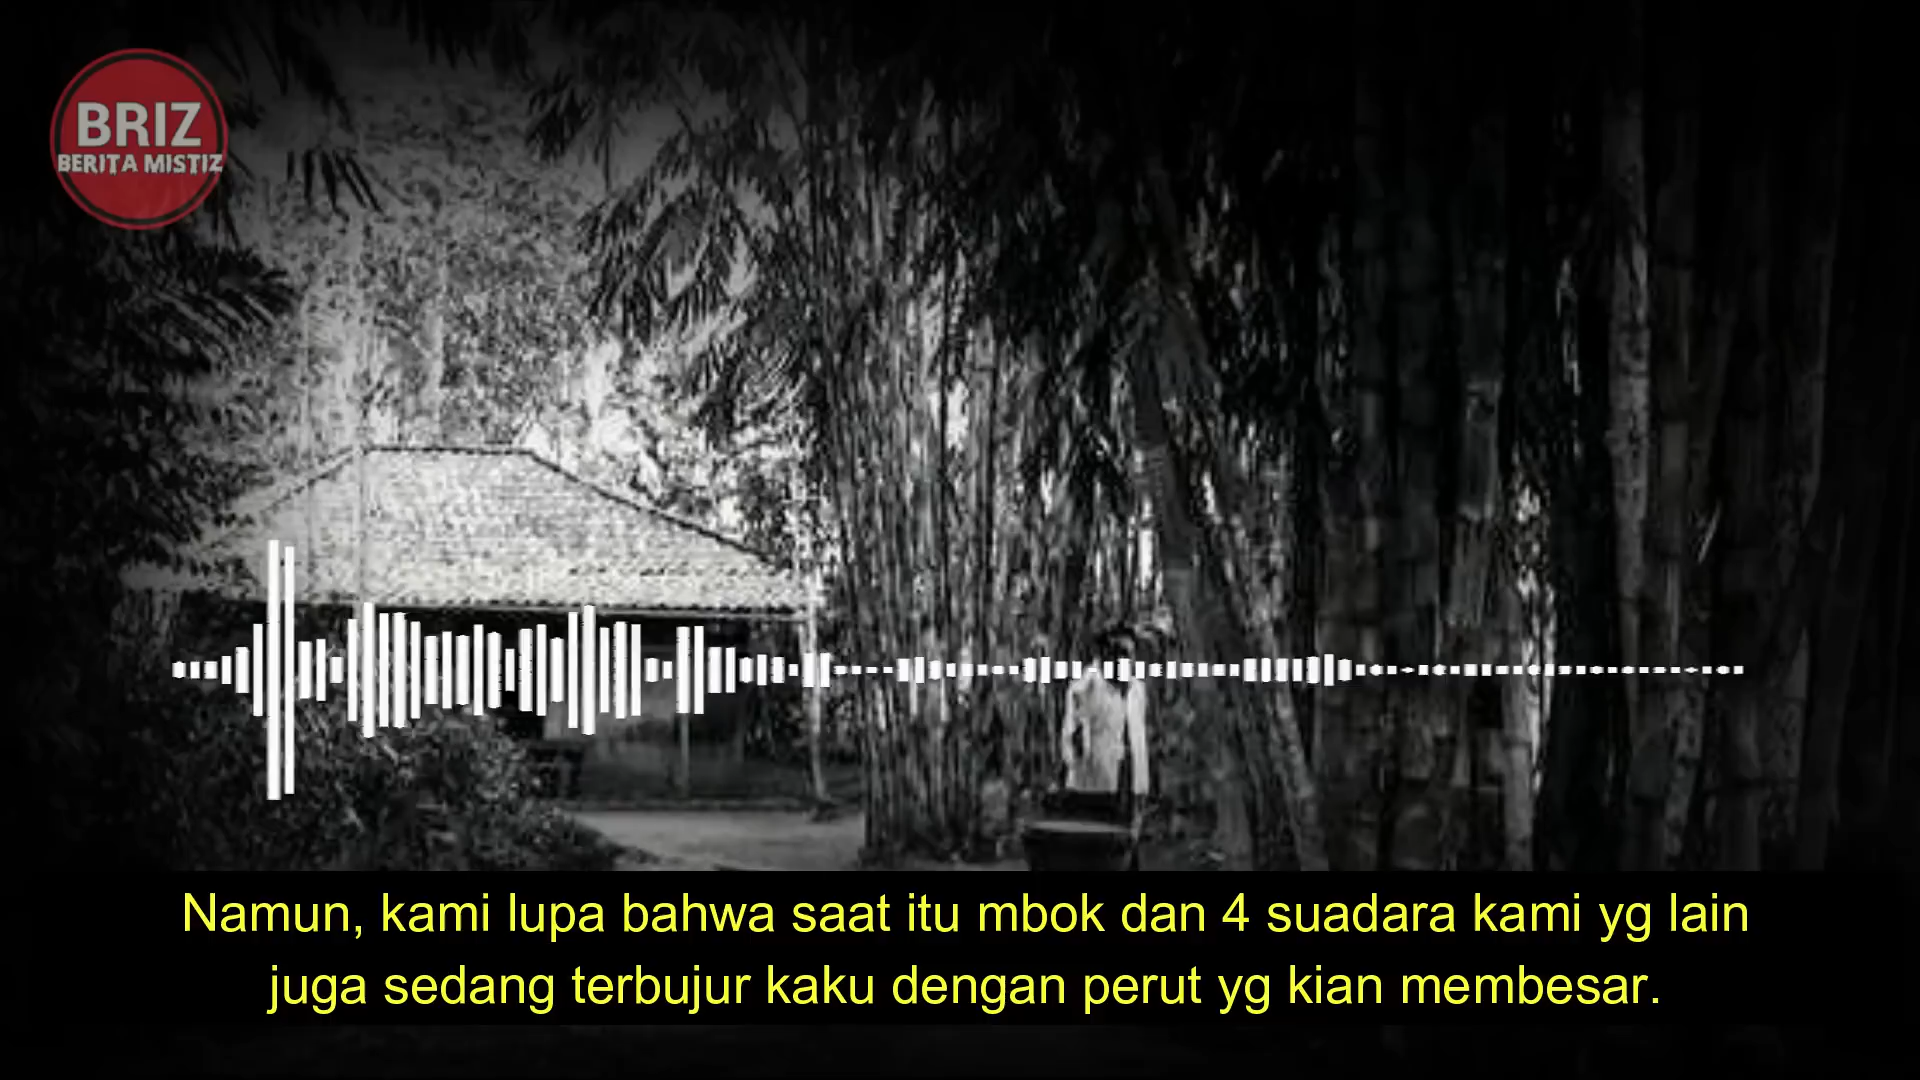 BRIZ
BERITA MISTIZ
Namun, kami lupa bahwa saat itu mbok dan 4 suadara kami yg lain
juga sedang terbujur kaku dengan perut yg kian membesar.